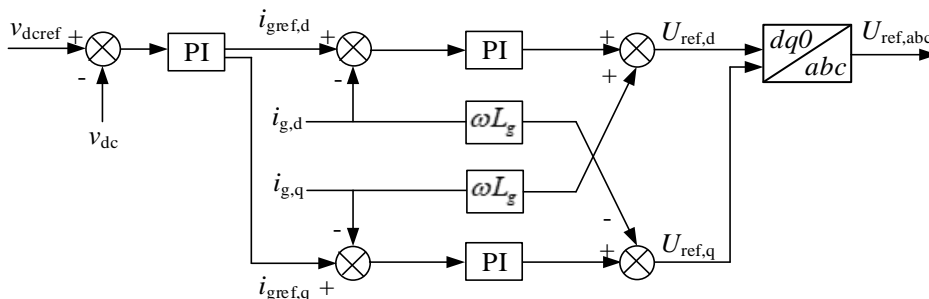 v_dcref
+
-
v_dc
PI
i_gref,d
+
-
PI
+
+
U_ref,d
dq0
abc
U_ref,abc
i_g,d
ωL_g
i_g,q
ωL_g
-
+
i_gref,q
PI
+
-
U_ref,q